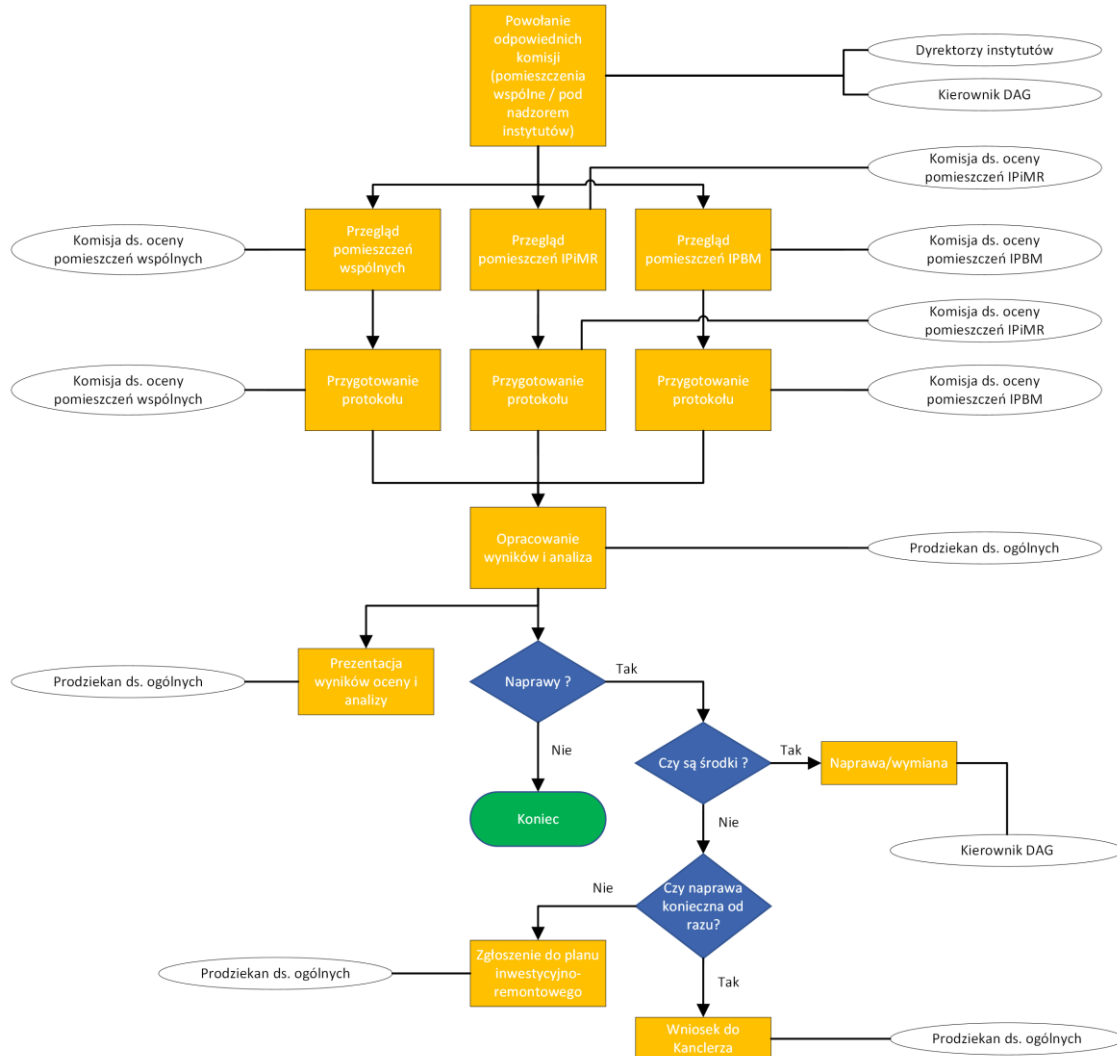 Powołanie
odpowiednich
komisji
(pomieszczenia
wspólne / pod
nadzorem
instytutów)
Dyrektorzy instytutów
Kierownik DAG
Komisja ds. oceny
pomieszczeń IPiMR
Komisja ds. oceny
pomieszczeń wspólnych
Przegląd
pomieszczeń
wspólnych
Przegląd
pomieszczeń IPiMR
Przegląd
pomieszczeń IPBM
Komisja ds. oceny
pomieszczeń IPBM
Komisja ds. oceny
pomieszczeń IPiMR
Komisja ds. oceny
pomieszczeń wspólnych
Przygotowanie
protokołu
Przygotowanie
protokołu
Przygotowanie
protokołu
Komisja ds. oceny
pomieszczeń IPBM
Opracowanie
wyników i analiza
Prodziekan ds. ogólnych
Prodziekan ds. ogólnych
Prezentacja
wyników oceny i
analizy
Naprawy ?
Tak
Nie
Czy są środki ?
Tak
Naprawa/wymiana
Koniec
Nie
Kierownik DAG
Czy naprawa
konieczna od
razu?
Nie
Prodziekan ds. ogólnych
Zgłoszenie do planu
inwestycyjno-
remontowego
Tak
Wniosek do
Kanclerza
Prodziekan ds. ogólnych